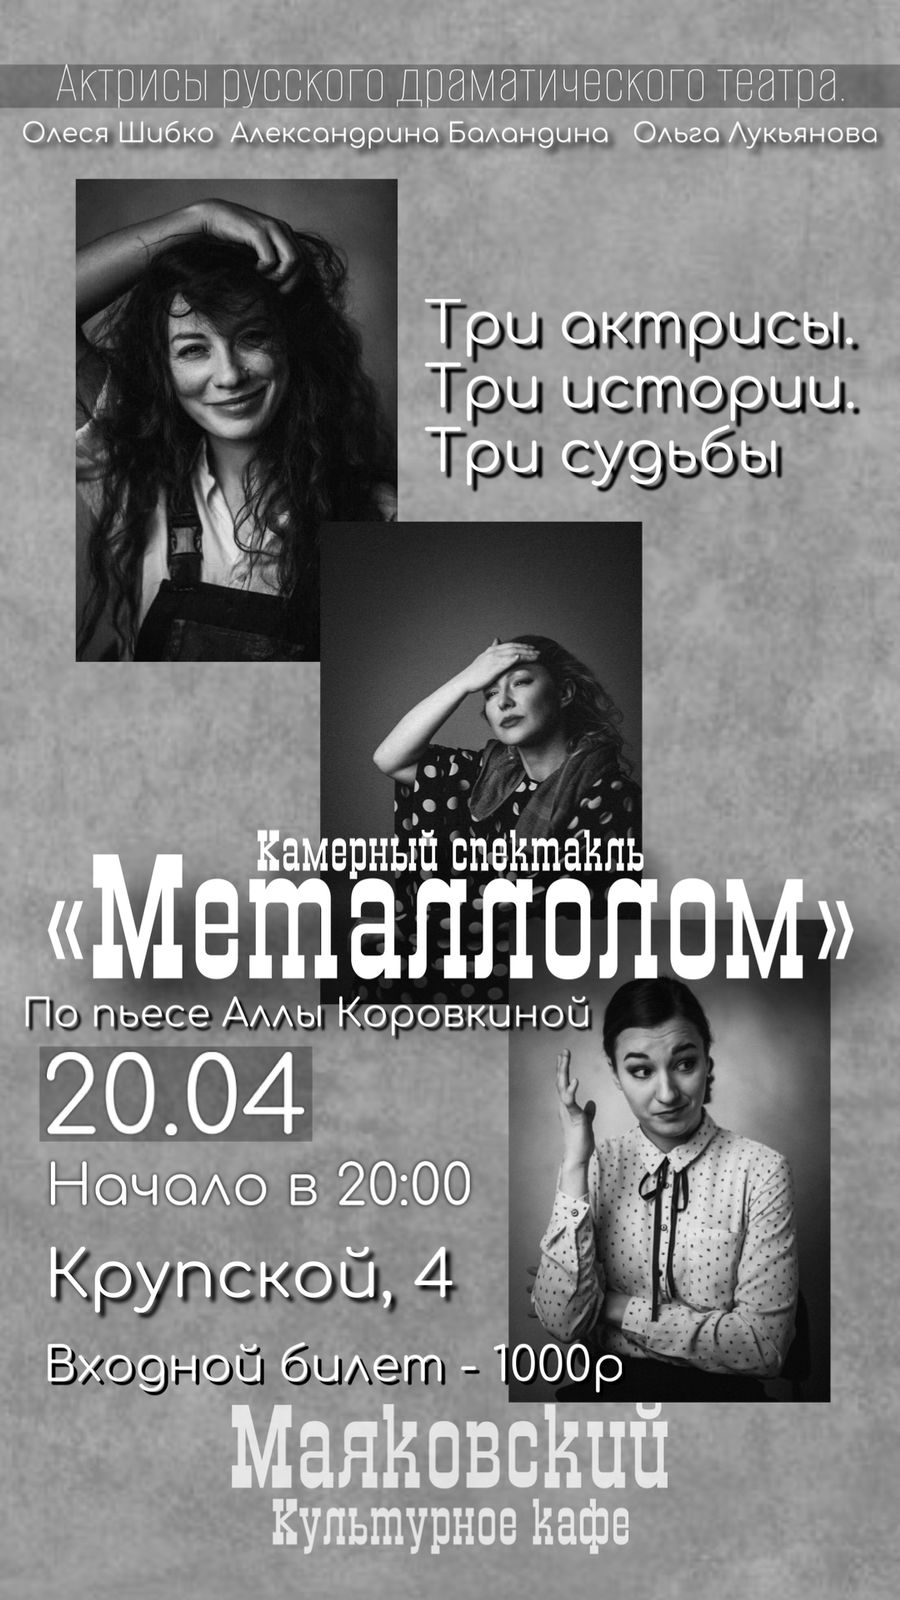 Актрисы русского драматического театра.
Олеся Шибко Александрина Баландина Ольга Лукьянова
Три актрисы.
Три истории.
Три судьбы
Камерный спектакль
«Металлолом»
По пьесе Аллы Коровкиной
20.04
Начало в 20:00
Крупской, 4
Входной билет - 1000р
Маяковский
Культурное кафе